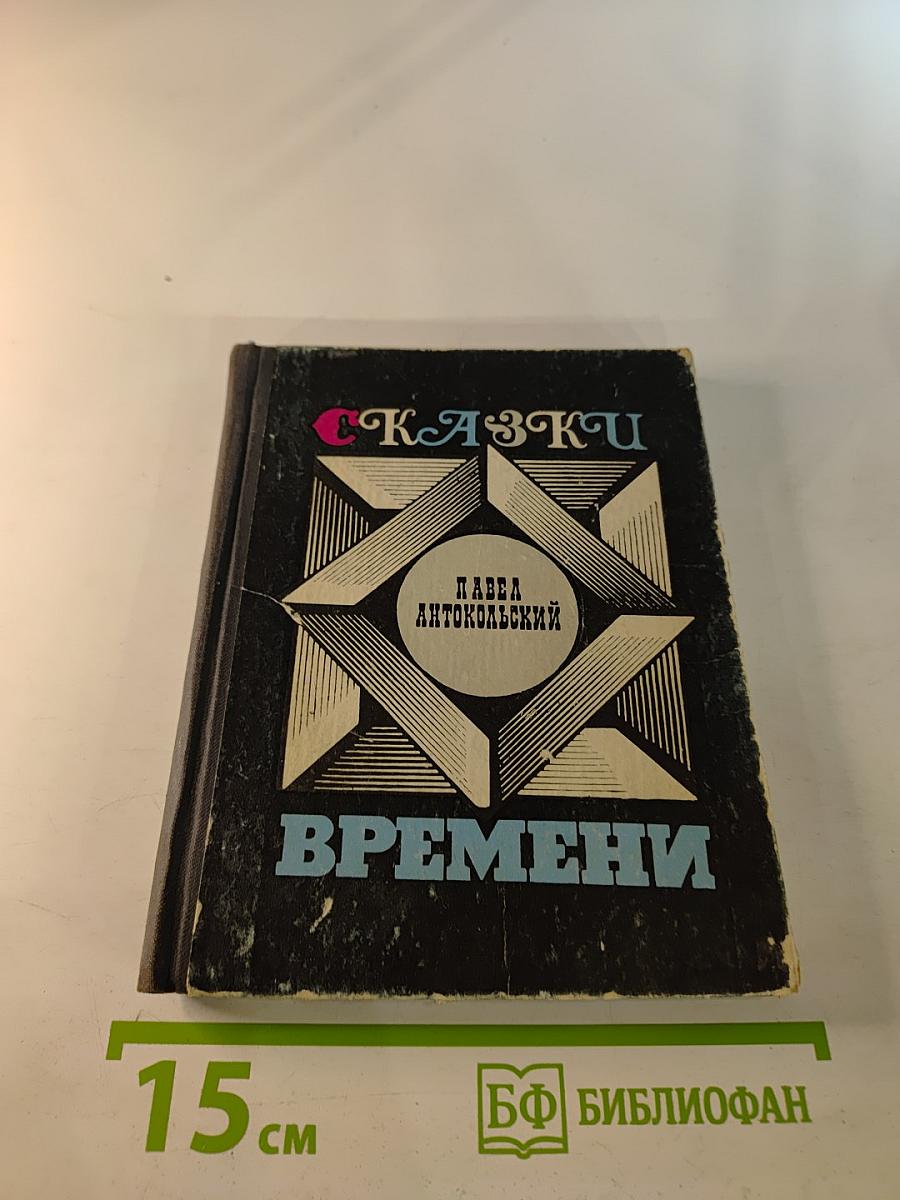 СКАЗКИ
ПАВЕЛ
АНТОКОЛЬСКИЙ
ВРЕМЕНИ
15 см
БФ БИБЛИОФАН